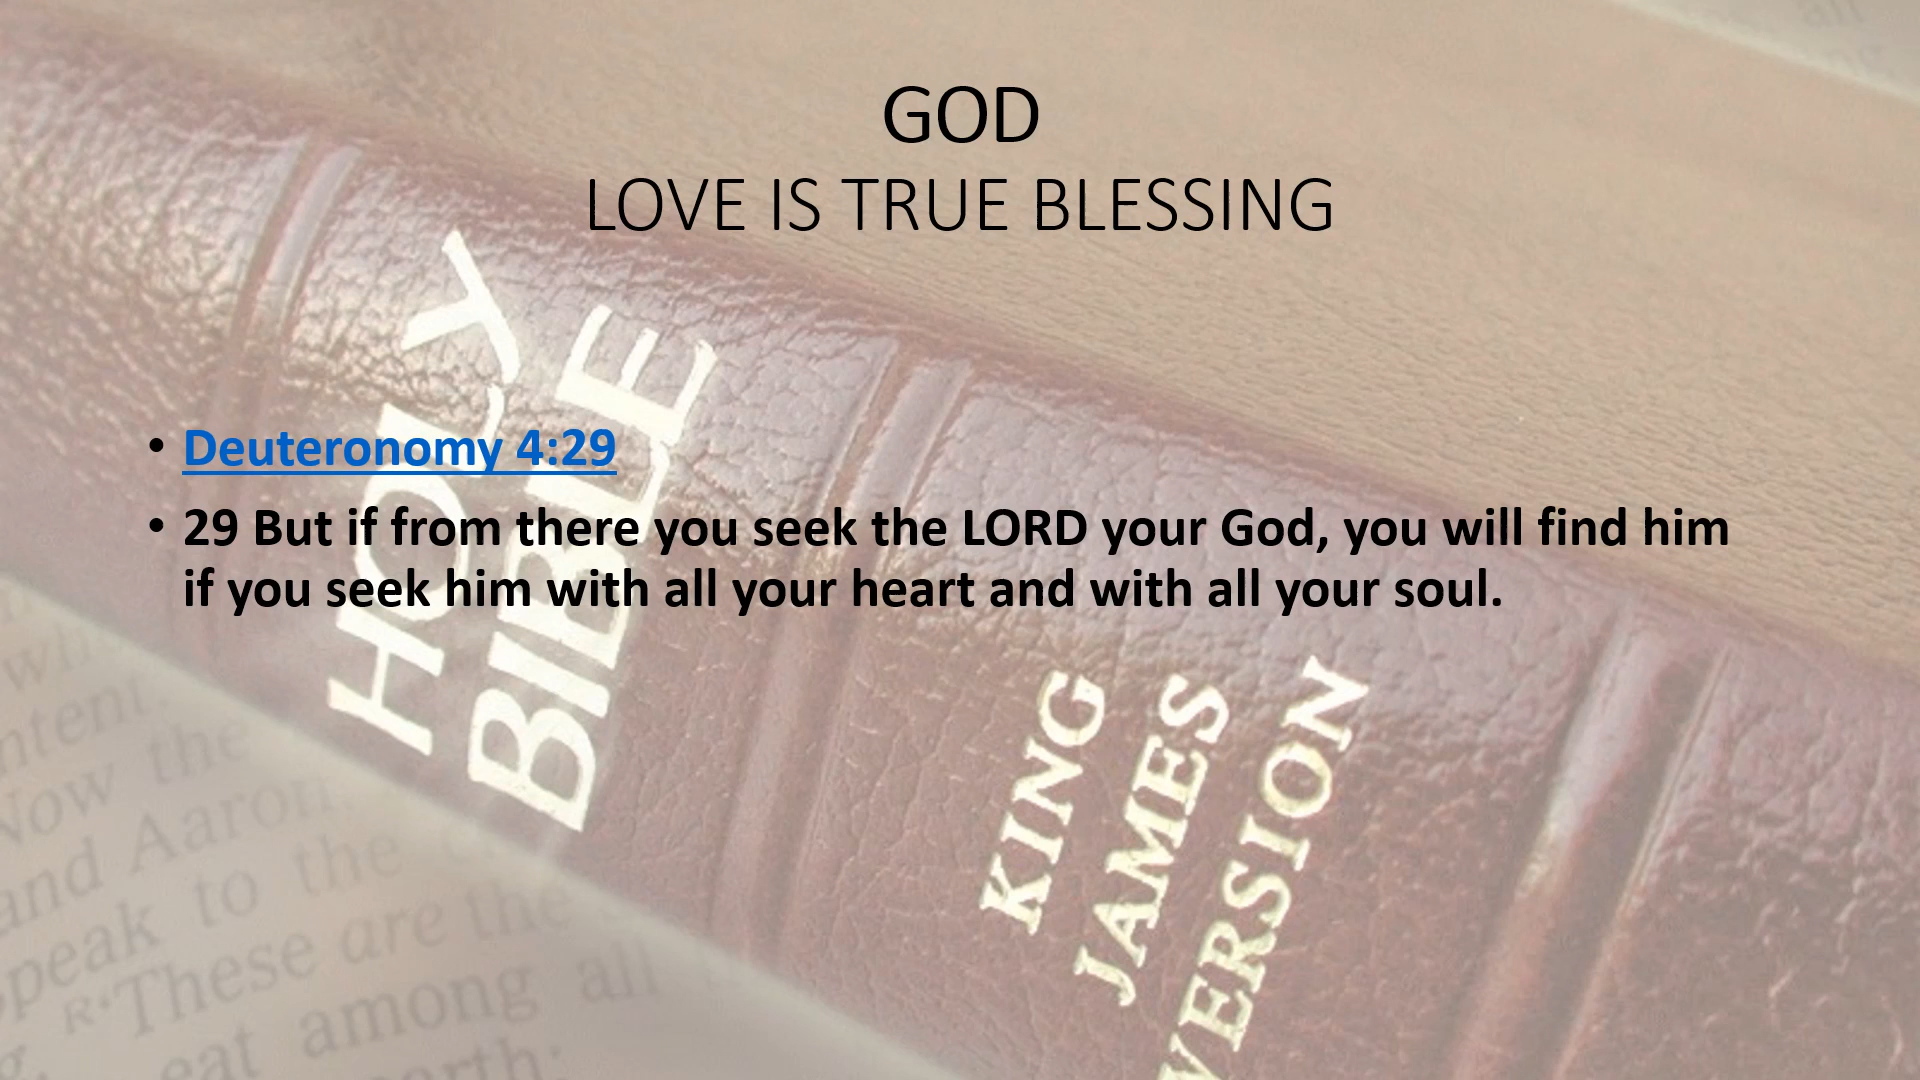 GOD
LOVE IS TRUE BLESSING
• Deuteronomy 4:29
• 29 But if from there you seek the LORD your God, you will find him
if you seek him with all your heart and with all your soul.
HOLY
BIBLE
KING
JAMES
VERSION
Now the
and Aaron,
speak to the
R‘These are the
eat among all
all